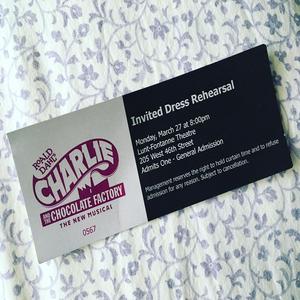 ROALD DAHL'S
CHARLIE
AND THE
CHOCOLATE FACTORY
THE NEW MUSICAL
0567
Invited Dress Rehearsal
Monday, March 27 at 8:00pm
Lunt-Fontanne Theatre
205 West 46th Street
Admits One - General Admission
Management reserves the right to hold curtain time and to refuse
admission for any reason. Subject to cancellation.